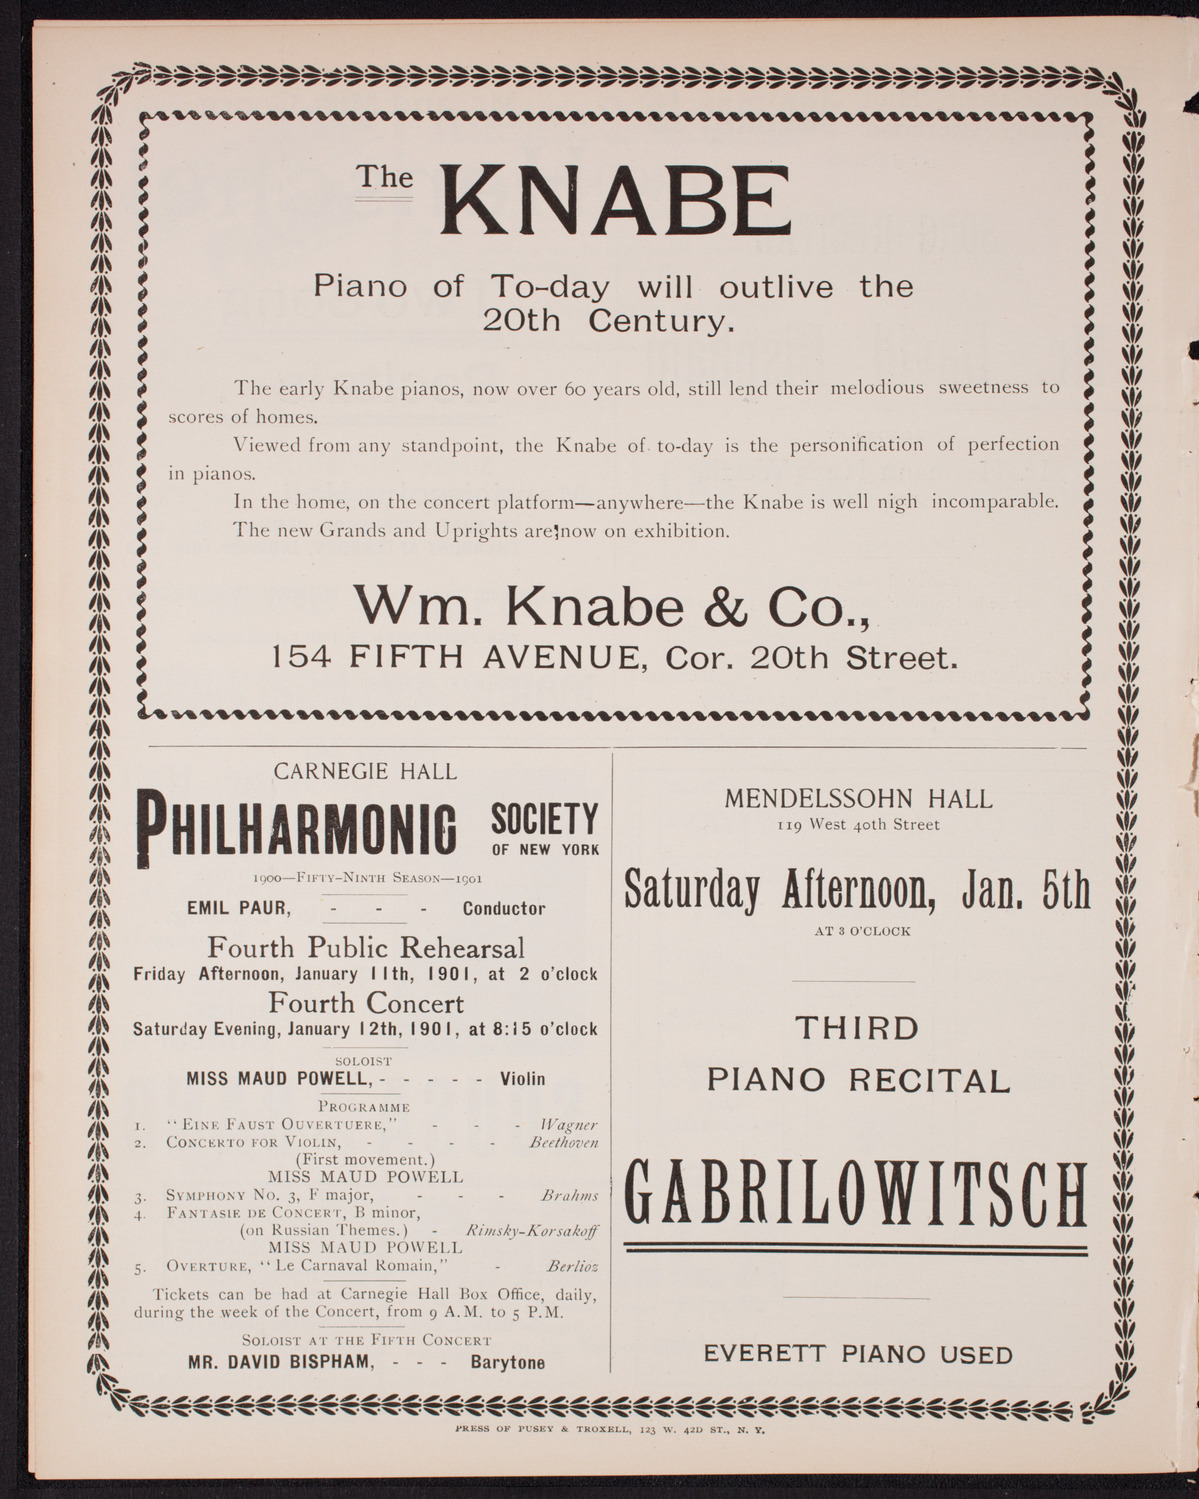 The KNABE
Piano of To-day will outlive the
20th Century.
The early Knabe pianos, now over 60 years old, still lend their melodious sweetness to
scores of homes.
Viewed from any standpoint, the Knabe of to-day is the personification of perfection
in pianos.
In the home, on the concert platform—anywhere—the Knabe is well nigh incomparable.
The new Grands and Uprights are now on exhibition.
Wm. Knabe & Co.,
154 FIFTH AVENUE, Cor. 20th Street.
CARNEGIE HALL
PHILHARMONIC SOCIETY
OF NEW YORK
1900—FIFTY-NINTH SEASON—1901
EMIL PAUR, - - - Conductor
Fourth Public Rehearsal
Friday Afternoon, January 11th, 1901, at 2 o'clock
Fourth Concert
Saturday Evening, January 12th, 1901, at 8:15 o'clock
SOLOIST
MISS MAUD POWELL, - - - - - Violin
PROGRAMME
1. "EINE FAUST OUVERTUERE," - - - Wagner
2. CONCERTO FOR VIOLIN, - - - - Beethoven
(First movement.)
MISS MAUD POWELL
3. SYMPHONY NO. 3, F major, - - - Brahms
4. FANTASIE DE CONCERT, B minor,
(on Russian Themes.) - Rimsky-Korsakoff
MISS MAUD POWELL
5. OVERTURE, "Le Carnaval Romain," - Berlioz
Tickets can be had at Carnegie Hall Box Office, daily,
during the week of the Concert, from 9 A.M. to 5 P.M.
SOLOIST AT THE FIFTH CONCERT
MR. DAVID BISPHAM, - - - Barytone
MENDELSSOHN HALL
119 West 40th Street
Saturday Afternoon, Jan. 5th
AT 3 O'CLOCK
THIRD
PIANO RECITAL
GABRILOWITSCH
EVERETT PIANO USED
PRESS OF PUSEY & TROXELL, 123 W. 42D ST., N. Y.